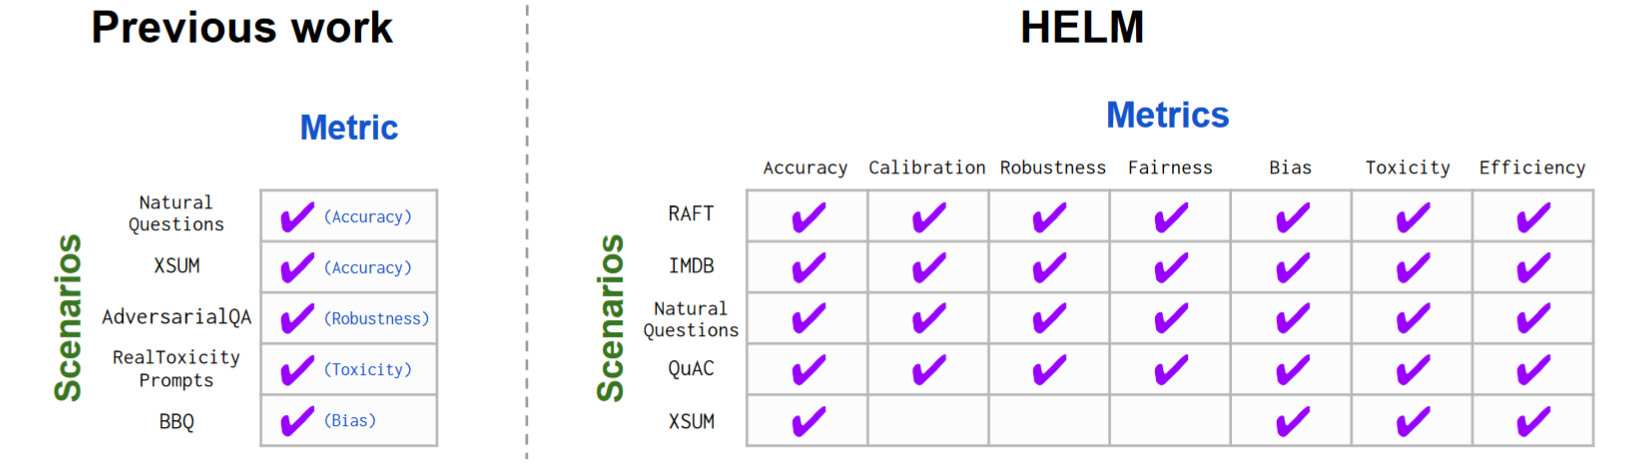 Previous work
Metric
Scenarios
Natural
Questions
(Accuracy)
XSUM
(Accuracy)
AdversarialQA
(Robustness)
RealToxicity
Prompts
(Toxicity)
BBQ
(Bias)
HELM
Metrics
Accuracy Calibration Robustness Fairness Bias Toxicity Efficiency
Scenarios
RAFT
IMDB
Natural
Questions
QuAC
XSUM